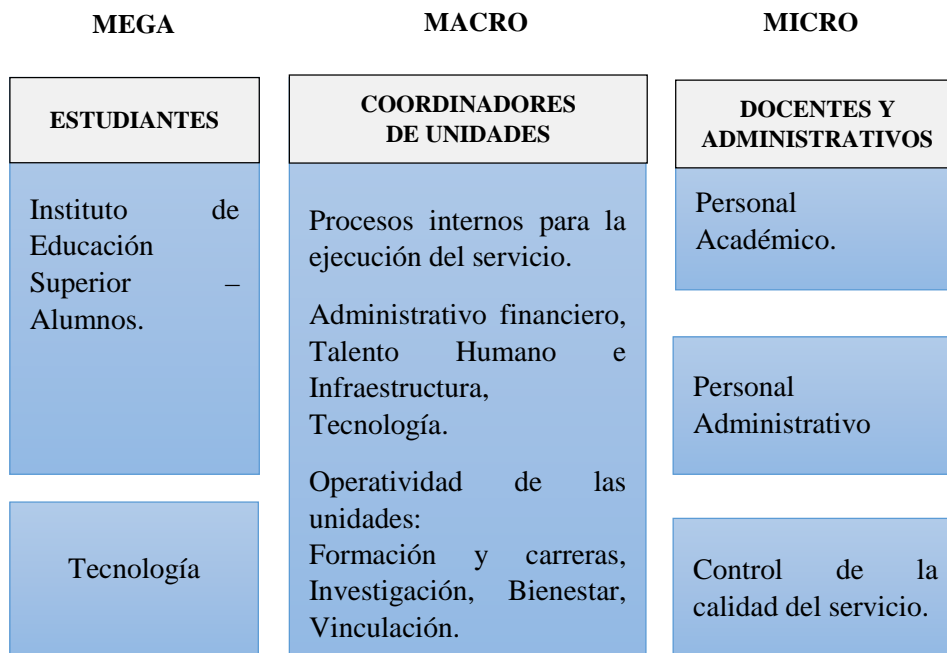 MEGA
MACRO
MICRO
ESTUDIANTES
Instituto de
Educación
Superior –
Alumnos.
Tecnología
COORDINADORES
DE UNIDADES
Procesos internos para la
ejecución del servicio.
Administrativo financiero,
Talento Humano e
Infraestructura,
Tecnología.
Operatividad de las
unidades:
Formación y carreras,
Investigación, Bienestar,
Vinculación.
DOCENTES Y
ADMINISTRATIVOS
Personal
Académico.
Personal
Administrativo
Control de la
calidad del servicio.